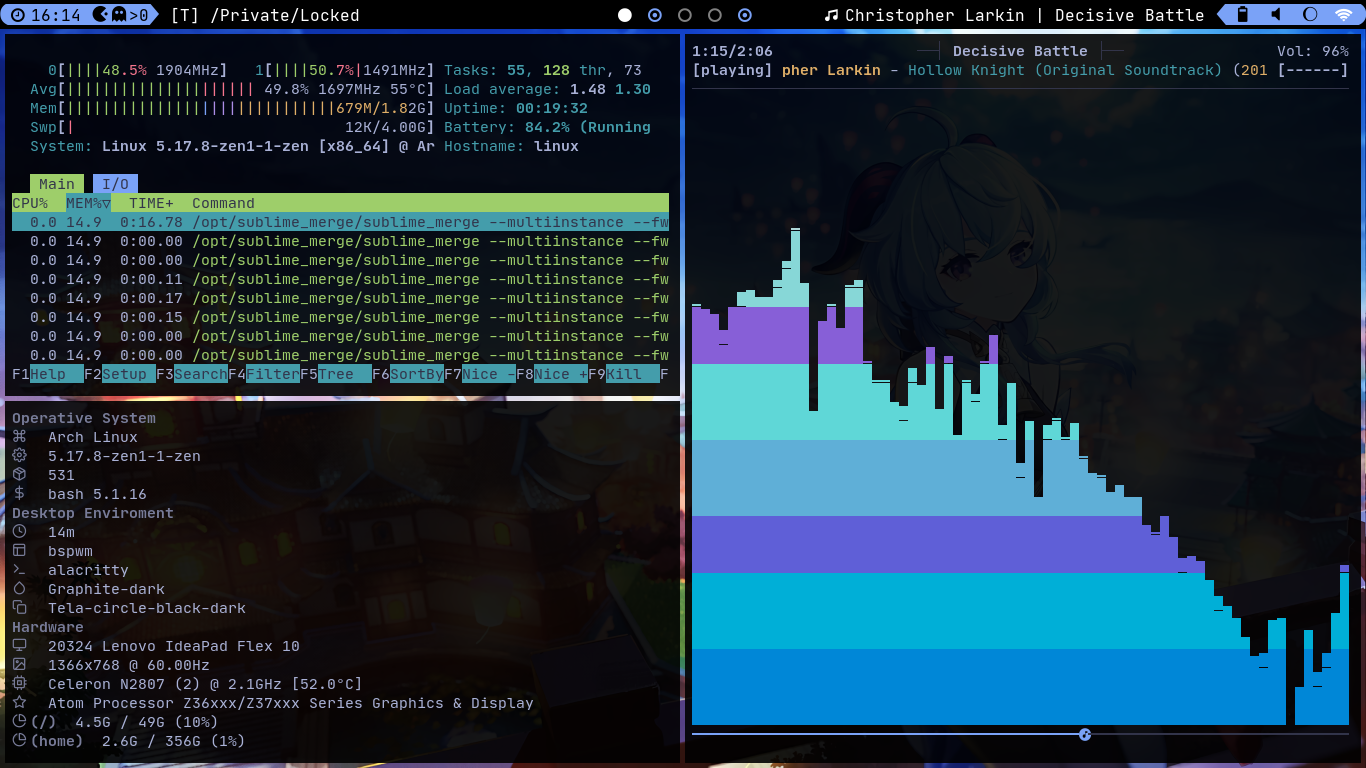 16:14 >0 [T] /Private/Locked Christopher Larkin | Decisive Battle
0[||||48.5% 1904MHz] 1[||||50.7%|1491MHz] Tasks: 55, 128 thr, 73
Avg[||||||||||||||||||||| 49.8% 1697MHz 55°C] Load average: 1.48 1.30
Mem[||||||||||||||||||||||||||||||679M/1.82G] Uptime: 00:19:32
Swp[| 12K/4.00G] Battery: 84.2% (Running
System: Linux 5.17.8-zen1-1-zen [x86_64] @ Ar Hostname: linux
Main I/O
CPU% MEM%▽ TIME+ Command
0.0 14.9 0:16.78 /opt/sublime_merge/sublime_merge --multiinstance --fw
0.0 14.9 0:00.00 /opt/sublime_merge/sublime_merge --multiinstance --fw
0.0 14.9 0:00.00 /opt/sublime_merge/sublime_merge --multiinstance --fw
0.0 14.9 0:00.11 /opt/sublime_merge/sublime_merge --multiinstance --fw
0.0 14.9 0:00.17 /opt/sublime_merge/sublime_merge --multiinstance --fw
0.0 14.9 0:00.15 /opt/sublime_merge/sublime_merge --multiinstance --fw
0.0 14.9 0:00.00 /opt/sublime_merge/sublime_merge --multiinstance --fw
0.0 14.9 0:00.00 /opt/sublime_merge/sublime_merge --multiinstance --fw
F1Help F2Setup F3SearchF4FilterF5Tree F6SortByF7Nice -F8Nice +F9Kill F
Operative System
Arch Linux
5.17.8-zen1-1-zen
531
bash 5.1.16
Desktop Enviroment
14m
bspwm
alacritty
Graphite-dark
Tela-circle-black-dark
Hardware
20324 Lenovo IdeaPad Flex 10
1366x768 @ 60.00Hz
Celeron N2807 (2) @ 2.1GHz [52.0°C]
Atom Processor Z36xxx/Z37xxx Series Graphics & Display
(/) 4.5G / 49G (10%)
(home) 2.6G / 356G (1%)
1:15/2:06 Decisive Battle Vol: 96%
[playing] pher Larkin - Hollow Knight (Original Soundtrack) (201 [------]